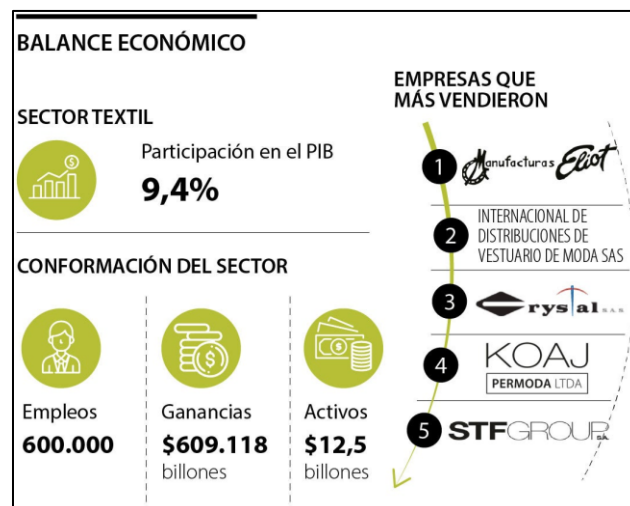 BALANCE ECONÓMICO
SECTOR TEXTIL
$
Participación en el PIB
9,4%
CONFORMACIÓN DEL SECTOR
Empleos
600.000
$
Ganancias
$609.118
billones
$
Activos
$12,5
billones
EMPRESAS QUE
MÁS VENDIERON
1 Manufacturas Eliot
2 INTERNACIONAL DE
DISTRIBUCIONES DE
VESTUARIO DE MODA SAS
3 Crystal S.A.S.
4 KOAJ
PERMODA LTDA
5 STFGROUP S.A.